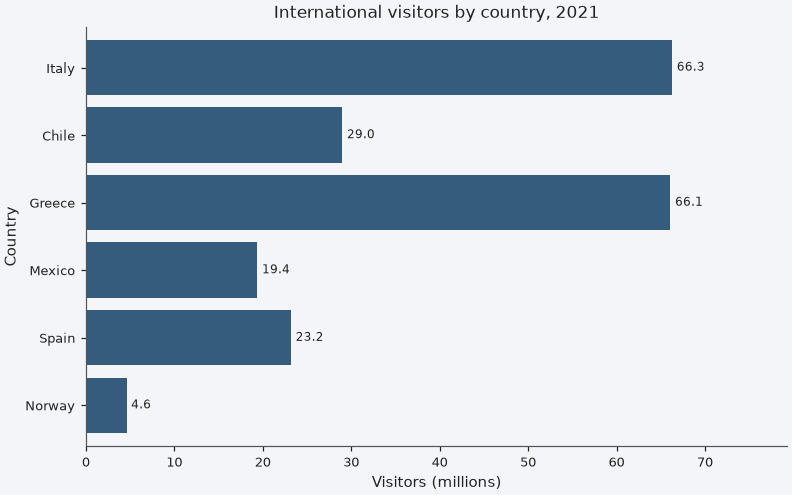 International visitors by country, 2021
Country
Italy 66.3
Chile 29.0
Greece 66.1
Mexico 19.4
Spain 23.2
Norway 4.6
0 10 20 30 40 50 60 70
Visitors (millions)